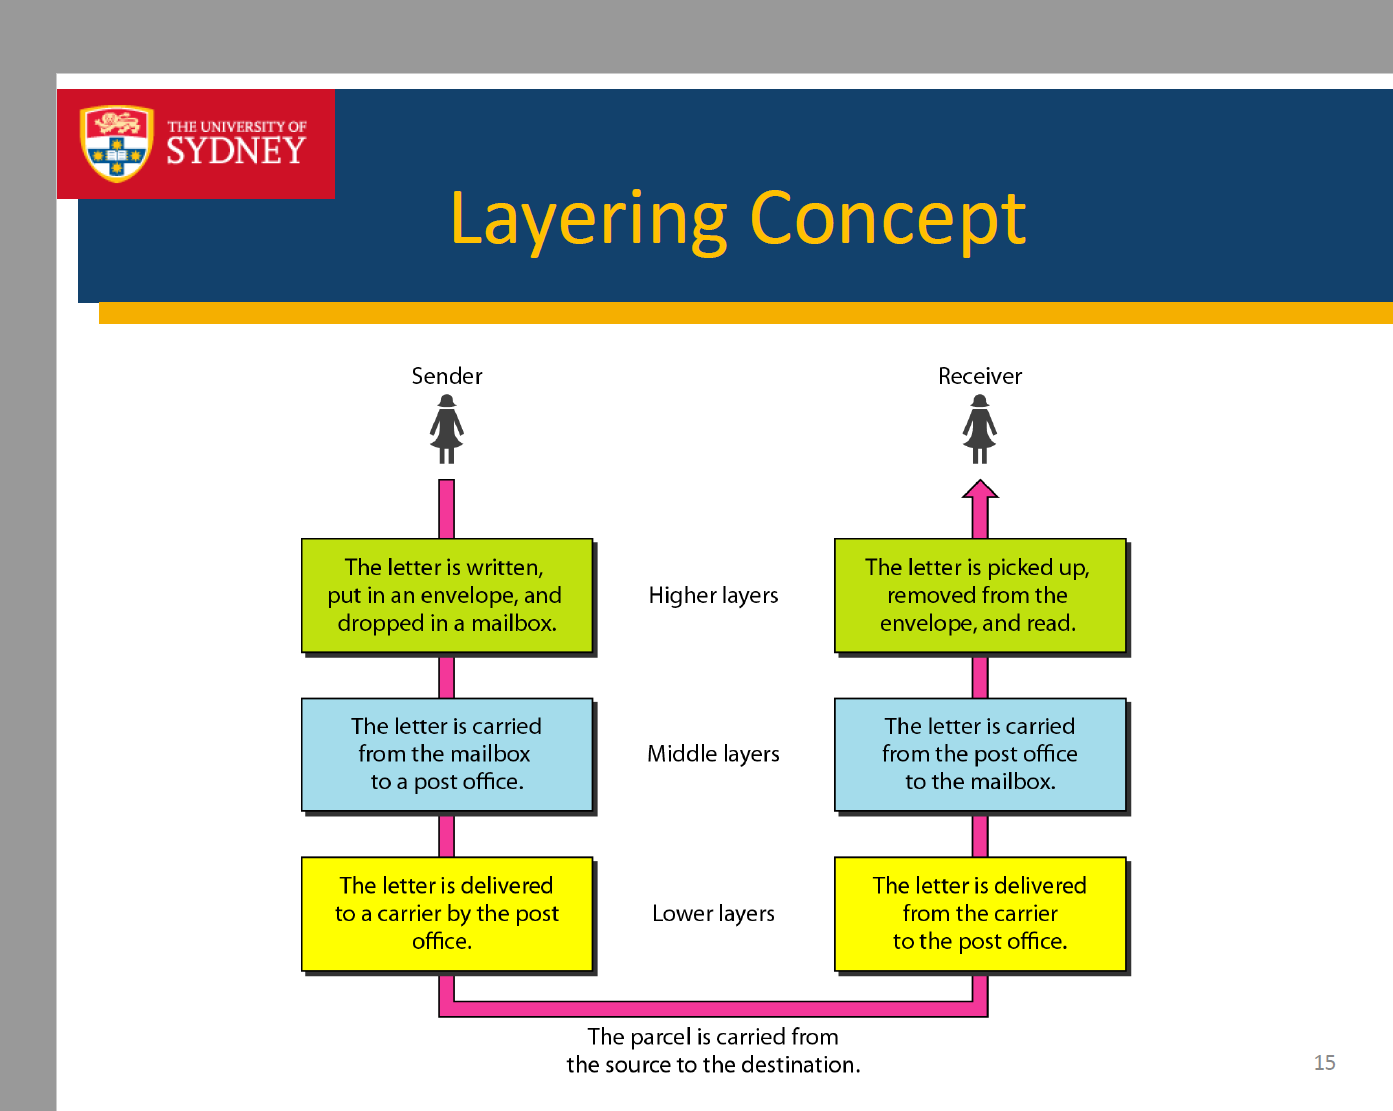 THE UNIVERSITY OF
SYDNEY
Layering Concept
Sender
Receiver
The letter is written,
put in an envelope, and
dropped in a mailbox.
Higher layers
The letter is picked up,
removed from the
envelope, and read.
The letter is carried
from the mailbox
to a post office.
Middle layers
The letter is carried
from the post office
to the mailbox.
The letter is delivered
to a carrier by the post
office.
Lower layers
The letter is delivered
from the carrier
to the post office.
The parcel is carried from
the source to the destination.
15